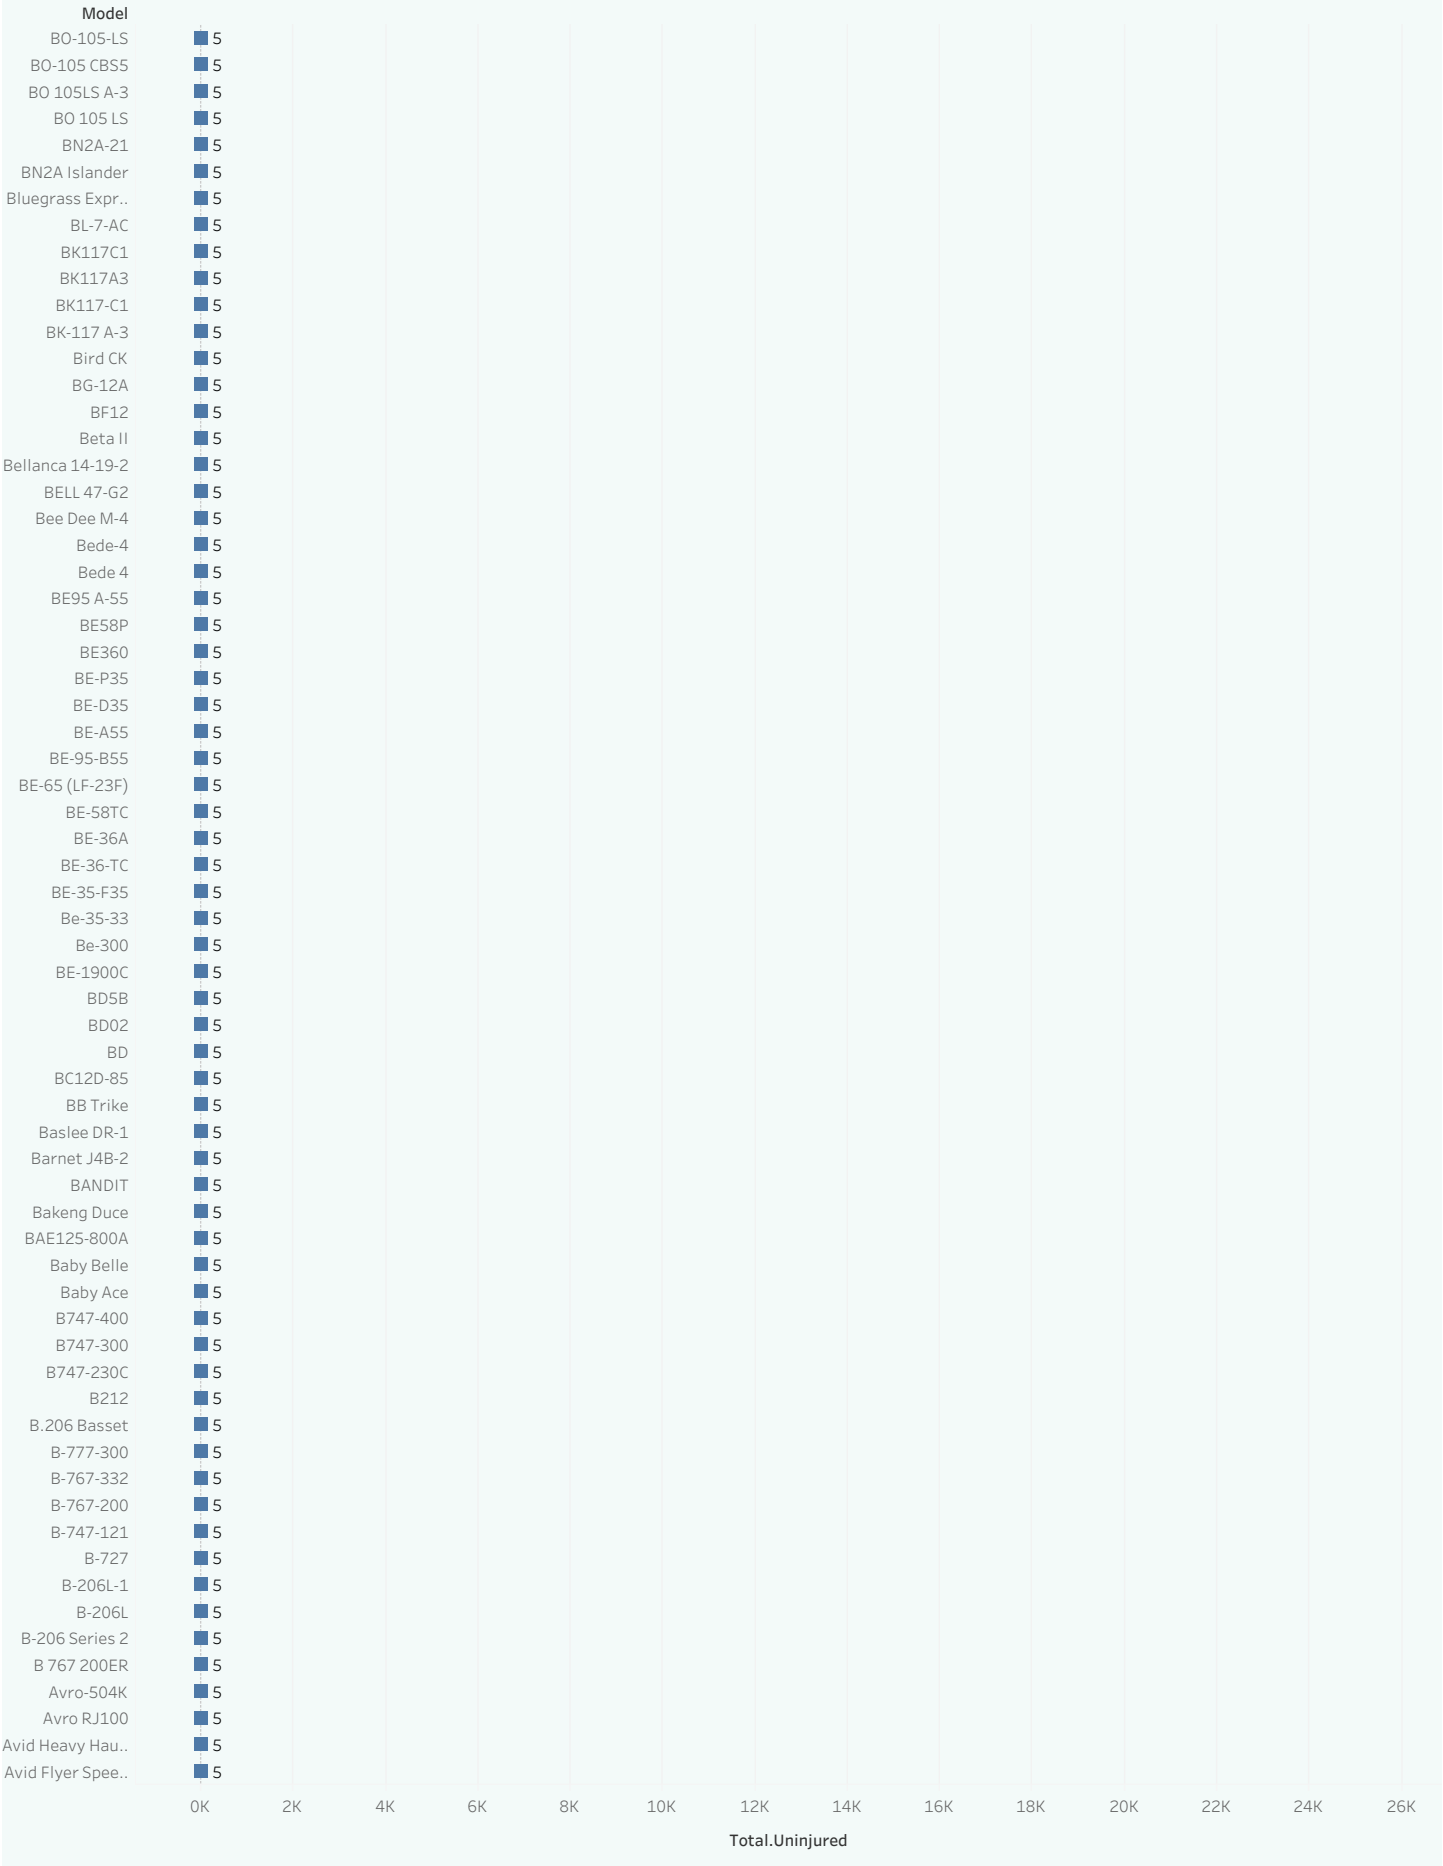 Model
BO-105-LS 5
BO-105 CBS5 5
BO 105LS A-3 5
BO 105 LS 5
BN2A-21 5
BN2A Islander 5
Bluegrass Expr.. 5
BL-7-AC 5
BK117C1 5
BK117A3 5
BK117-C1 5
BK-117 A-3 5
Bird CK 5
BG-12A 5
BF12 5
Beta II 5
Bellanca 14-19-2 5
BELL 47-G2 5
Bee Dee M-4 5
Bede-4 5
Bede 4 5
BE95 A-55 5
BE58P 5
BE360 5
BE-P35 5
BE-D35 5
BE-A55 5
BE-95-B55 5
BE-65 (LF-23F) 5
BE-58TC 5
BE-36A 5
BE-36-TC 5
BE-35-F35 5
Be-35-33 5
Be-300 5
BE-1900C 5
BD5B 5
BD02 5
BD 5
BC12D-85 5
BB Trike 5
Baslee DR-1 5
Barnet J4B-2 5
BANDIT 5
Bakeng Duce 5
BAE125-800A 5
Baby Belle 5
Baby Ace 5
B747-400 5
B747-300 5
B747-230C 5
B212 5
B.206 Basset 5
B-777-300 5
B-767-332 5
B-767-200 5
B-747-121 5
B-727 5
B-206L-1 5
B-206L 5
B-206 Series 2 5
B 767 200ER 5
Avro-504K 5
Avro RJ100 5
Avid Heavy Hau.. 5
Avid Flyer Spee.. 5
0K 2K 4K 6K 8K 10K 12K 14K 16K 18K 20K 22K 24K 26K
Total.Uninjured